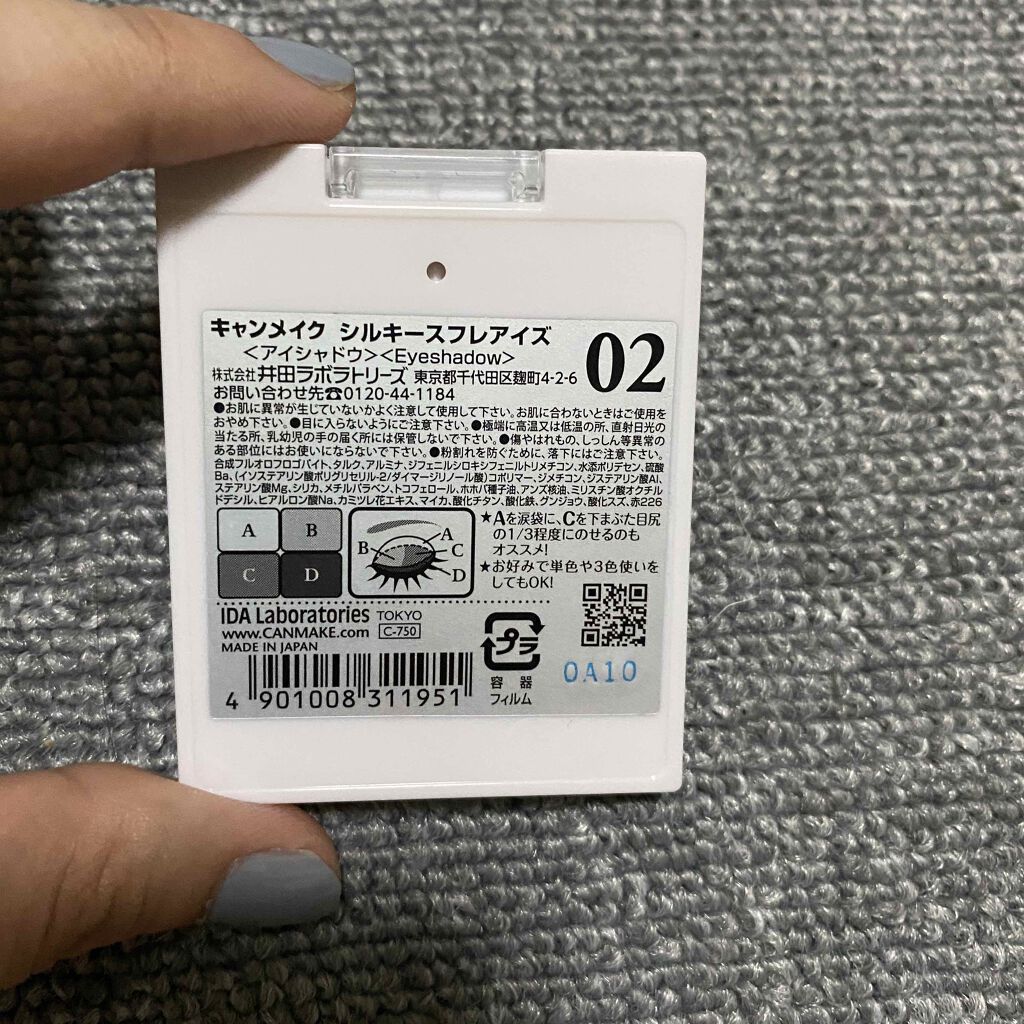 キャンメイク シルキースフレアイズ
＜アイシャドウ＞＜Eyeshadow＞
02
株式会社 井田ラボラトリーズ 東京都千代田区麹町4-2-6
お問い合わせ先☎0120-44-1184
●お肌に異常が生じていないかよく注意して使用して下さい。お肌に合わないときはご使用を
おやめ下さい。●目に入らないようにご注意下さい。●極端に高温又は低温の所、直射日光の
当たる所、乳幼児の手の届く所には保管しないで下さい。●傷やはれもの、しっしん等異常の
ある部位にはお使いにならないで下さい。●粉割れを防ぐために、落下にはご注意下さい。
合成フルオロフロゴパイト、タルク、アルミナ、ジフェニルシロキシフェニルトリメチコン、水添ポリデセン、硫酸
Ba、(イソステアリン酸ポリグリセリル-2/ダイマージリノール酸)コポリマー、ジメチコン、ジステアリン酸Al、
ステアリン酸Mg、シリカ、メチルパラベン、トコフェロール、ホホバ種子油、アンズ核油、ミリスチン酸オクチル
ドデシル、ヒアルロン酸Na、カミツレ花エキス、マイカ、酸化チタン、酸化鉄、グンジョウ、酸化スズ、赤226
A B
C D
A
B C
D
★Aを涙袋に、Cを下まぶた目尻
の1/3程度にのせるのも
オススメ!
★お好みで単色や3色使いを
してもOK!
IDA Laboratories TOKYO
www.CANMAKE.com C-750
MADE IN JAPAN
4 901008 311951
プラ
容器
フィルム
0A10